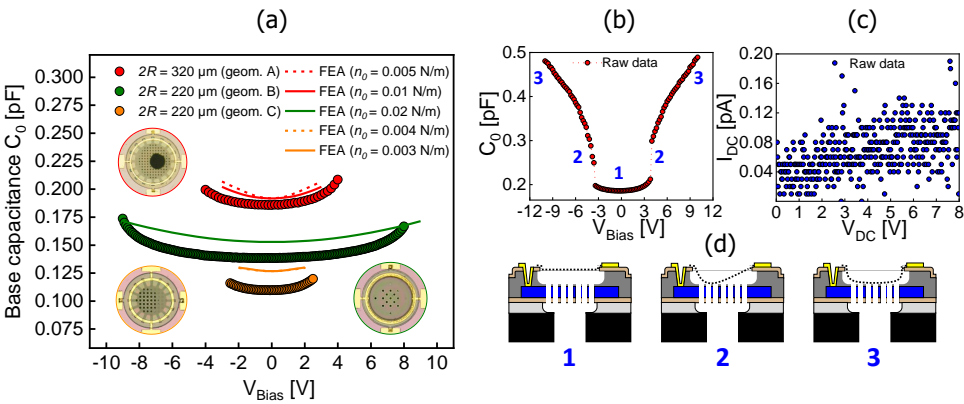 (a)
Base capacitance C₀ [pF]
0.300
0.275
0.250
0.225
0.200
0.175
0.150
0.125
0.100
0.075
2R = 320 µm (geom. A)
2R = 220 µm (geom. B)
2R = 220 µm (geom. C)
FEA (n₀ = 0.005 N/m)
FEA (n₀ = 0.01 N/m)
FEA (n₀ = 0.02 N/m)
FEA (n₀ = 0.004 N/m)
FEA (n₀ = 0.003 N/m)
-10 -8 -6 -4 -2 0 2 4 6 8 10
V_Bias [V]
(b)
C₀ [pF]
0.5
0.4
0.3
0.2
Raw data
3 3
2 2
1
-12 -9 -6 -3 0 3 6 9 12
V_Bias [V]
(c)
I_DC [pA]
0.20
0.16
0.12
0.08
0.04
Raw data
0 1 2 3 4 5 6 7 8
V_DC [V]
(d)
1 2 3